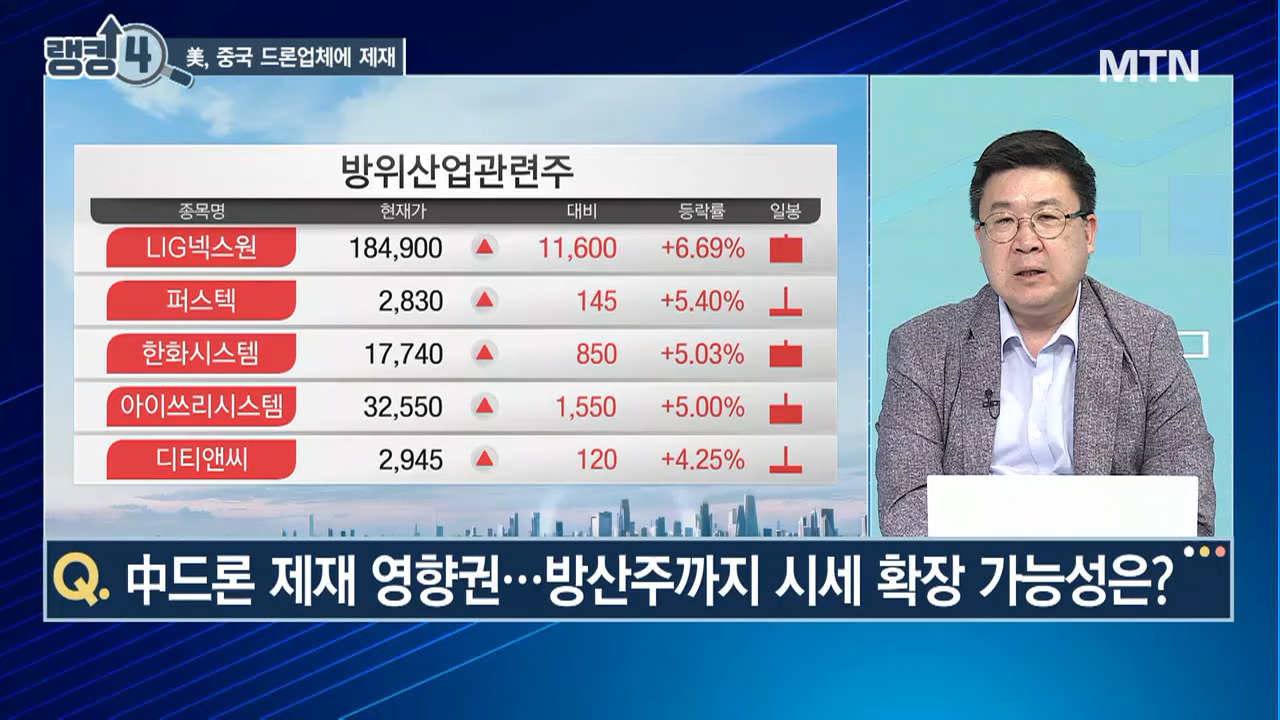 랭킹4 美, 중국 드론업체에 제재
MTN
방위산업관련주
종목명 현재가 대비 등락률 일봉
LIG넥스원 184,900 ▲ 11,600 +6.69%
퍼스텍 2,830 ▲ 145 +5.40%
한화시스템 17,740 ▲ 850 +5.03%
아이쓰리시스템 32,550 ▲ 1,550 +5.00%
디티앤씨 2,945 ▲ 120 +4.25%
Q. 中드론 제재 영향권…방산주까지 시세 확장 가능성은?